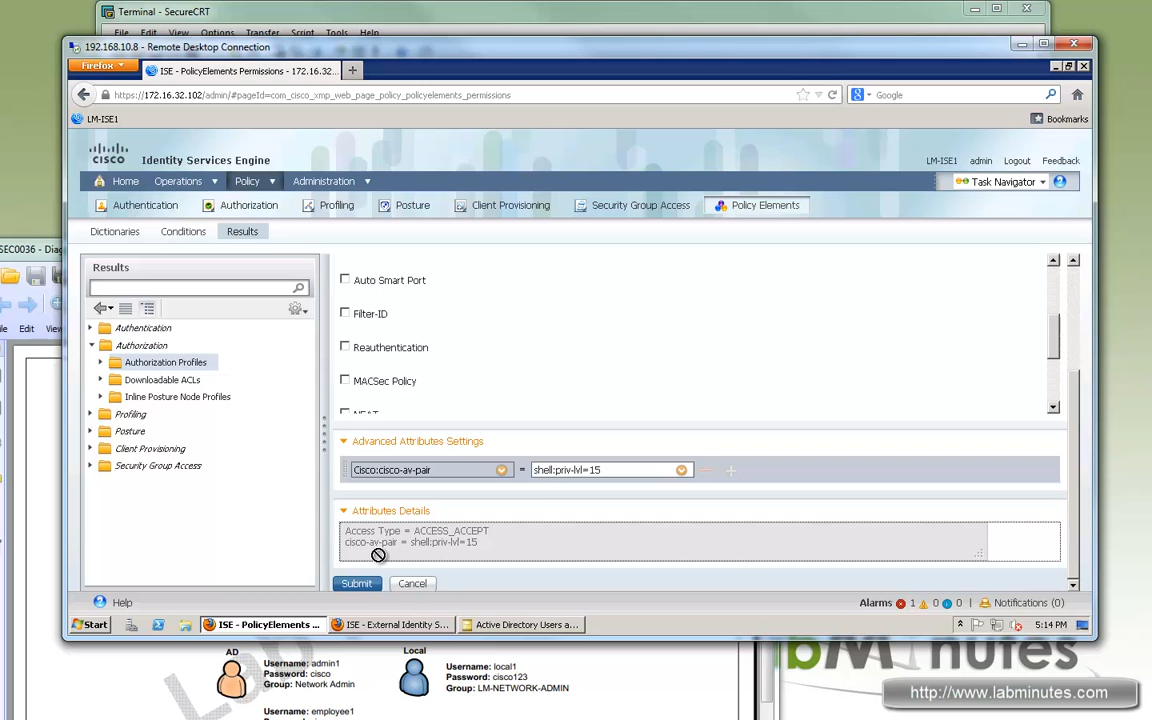 Terminal - SecureCRT
File Edit View Options Transfer Script Tools Help
192.168.10.8 - Remote Desktop Connection
Firefox
ISE - PolicyElements Permissions - 172.16.32...
https://172.16.32.102/admin/#pageId=com_cisco_xmp_web_page_policy_policyelements_permissions
Google
LM-ISE1
Bookmarks
CISCO Identity Services Engine
LM-ISE1 admin Logout Feedback
Home Operations Policy Administration
Task Navigator
Authentication Authorization Profiling Posture Client Provisioning Security Group Access Policy Elements
Dictionaries Conditions Results
SEC0036 - Dia
Results
Authentication
Authorization
Authorization Profiles
Downloadable ACLs
Inline Posture Node Profiles
Profiling
Posture
Client Provisioning
Security Group Access
Auto Smart Port
Filter-ID
Reauthentication
MACSec Policy
NEAT
Edit
Advanced Attributes Settings
Cisco:cisco-av-pair = shell:priv-lvl=15
Attributes Details
Access Type = ACCESS_ACCEPT
cisco-av-pair = shell:priv-lvl=15
Submit Cancel
Help
Alarms 1 0 0 Notifications (0)
Start
ISE - PolicyElements ...
ISE - External Identity S...
Active Directory Users a...
5:14 PM
AD
Username: admin1
Password: cisco
Group: Network Admin
Local
Username: local1
Password: cisco123
Group: LM-NETWORK-ADMIN
Username: employee1
http://www.labminutes.com